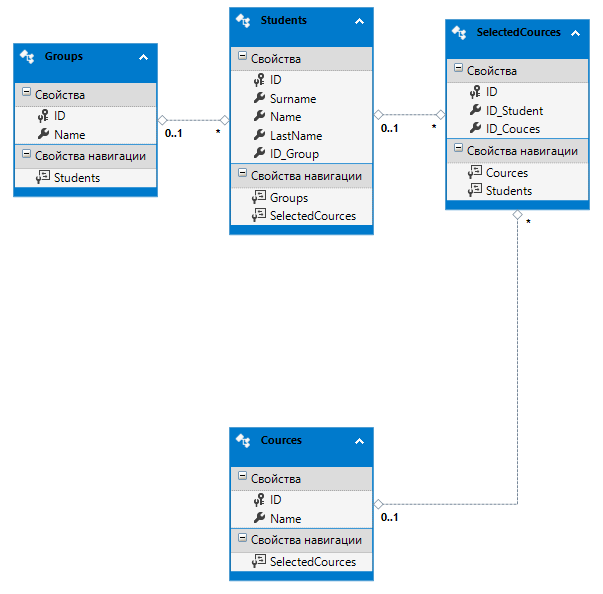 Groups
Свойства
ID
Name
Свойства навигации
Students
0..1
*
Students
Свойства
ID
Surname
Name
LastName
ID_Group
Свойства навигации
Groups
SelectedCources
0..1
*
SelectedCources
Свойства
ID
ID_Student
ID_Couces
Свойства навигации
Cources
Students
*
Cources
Свойства
ID
Name
Свойства навигации
SelectedCources
0..1